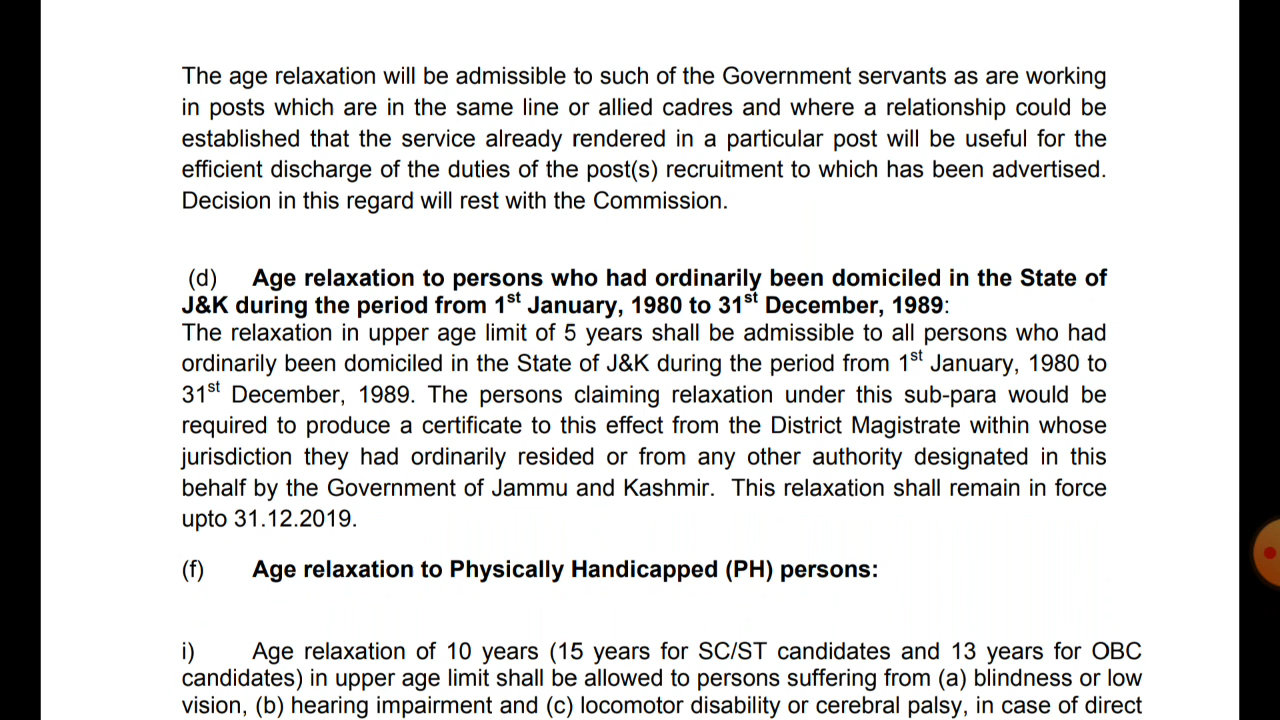 The age relaxation will be admissible to such of the Government servants as are working
in posts which are in the same line or allied cadres and where a relationship could be
established that the service already rendered in a particular post will be useful for the
efficient discharge of the duties of the post(s) recruitment to which has been advertised.
Decision in this regard will rest with the Commission.
(d) Age relaxation to persons who had ordinarily been domiciled in the State of
J&K during the period from 1st January, 1980 to 31st December, 1989:
The relaxation in upper age limit of 5 years shall be admissible to all persons who had
ordinarily been domiciled in the State of J&K during the period from 1st January, 1980 to
31st December, 1989. The persons claiming relaxation under this sub-para would be
required to produce a certificate to this effect from the District Magistrate within whose
jurisdiction they had ordinarily resided or from any other authority designated in this
behalf by the Government of Jammu and Kashmir. This relaxation shall remain in force
upto 31.12.2019.
(f) Age relaxation to Physically Handicapped (PH) persons:
i) Age relaxation of 10 years (15 years for SC/ST candidates and 13 years for OBC
candidates) in upper age limit shall be allowed to persons suffering from (a) blindness or low
vision, (b) hearing impairment and (c) locomotor disability or cerebral palsy, in case of direct